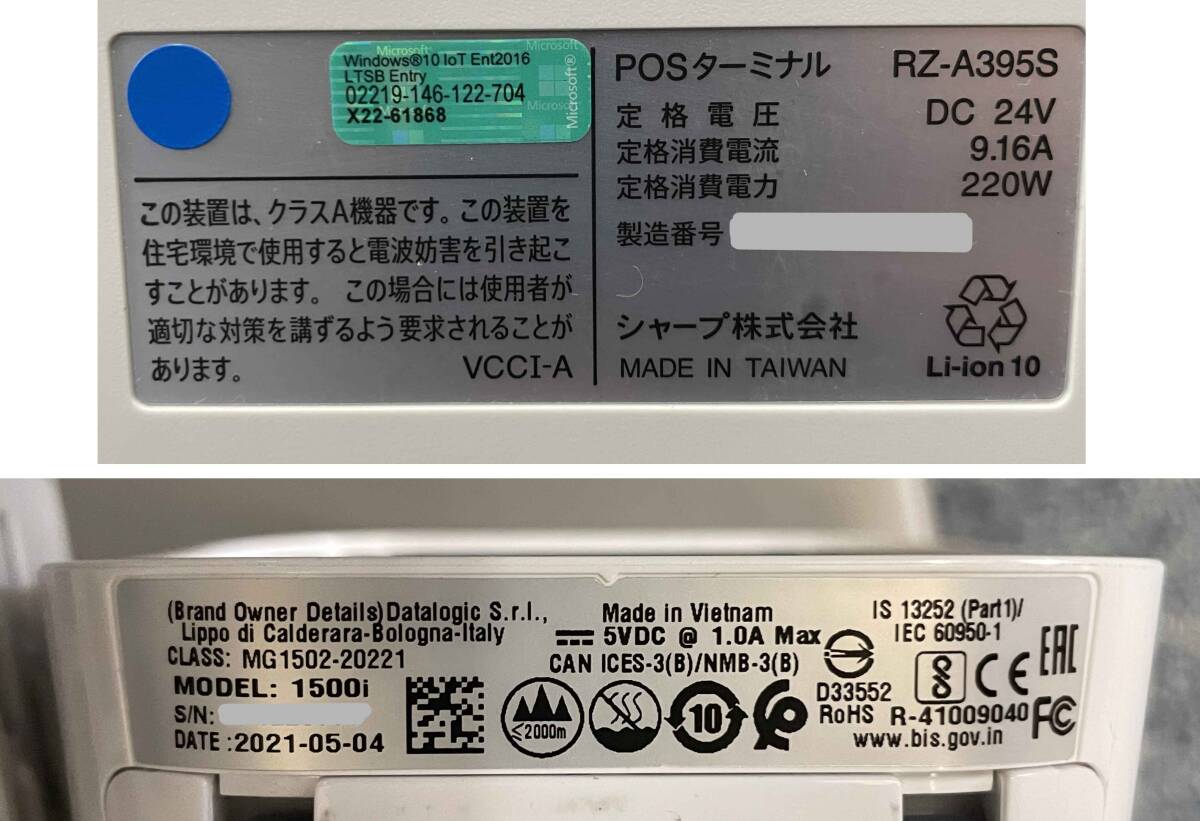 Microsoft
Microsoft
Windows®10 IoT Ent2016
LTSB Entry
02219-146-122-704
X22-61868
Microsoft
Microsoft®
この装置は、クラスA機器です。この装置を
住宅環境で使用すると電波妨害を引き起こ
すことがあります。 この場合には使用者が
適切な対策を講ずるよう要求されることが
あります。
VCCI-A
POSターミナル RZ-A395S
定格電圧 DC 24V
定格消費電流 9.16A
定格消費電力 220W
製造番号
シャープ株式会社
MADE IN TAIWAN
Li-ion 10
(Brand Owner Details)Datalogic S.r.l.,
Lippo di Calderara-Bologna-Italy
CLASS: MG1502-20221
MODEL: 1500i
S/N:
DATE :2021-05-04
Made in Vietnam
5VDC @ 1.0A Max
CAN ICES-3(B)/NMB-3(B)
≤2000m
10
D33552
RoHS
IS 13252 (Part1)/
IEC 60950-1
R-41009040
www.bis.gov.in
CE
EAC
FC